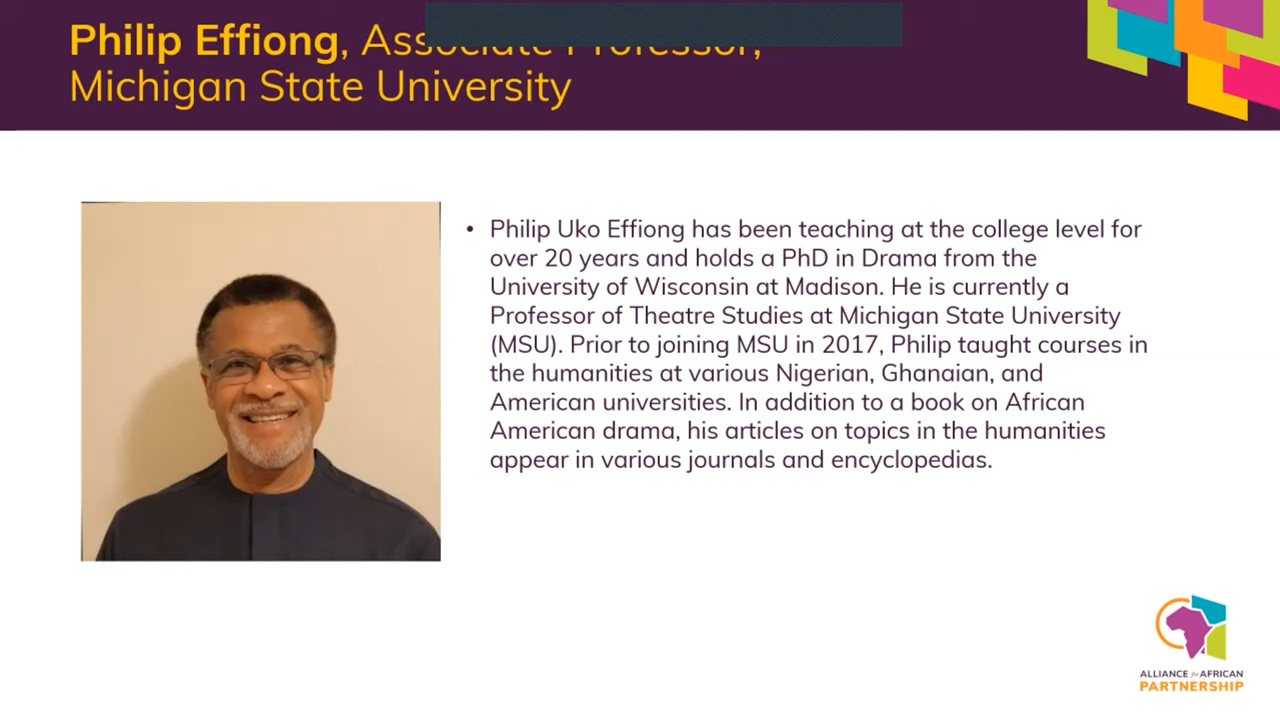 Philip Effiong, Associate Professor,
Michigan State University
• Philip Uko Effiong has been teaching at the college level for
over 20 years and holds a PhD in Drama from the
University of Wisconsin at Madison. He is currently a
Professor of Theatre Studies at Michigan State University
(MSU). Prior to joining MSU in 2017, Philip taught courses in
the humanities at various Nigerian, Ghanaian, and
American universities. In addition to a book on African
American drama, his articles on topics in the humanities
appear in various journals and encyclopedias.
ALLIANCE for AFRICAN
PARTNERSHIP